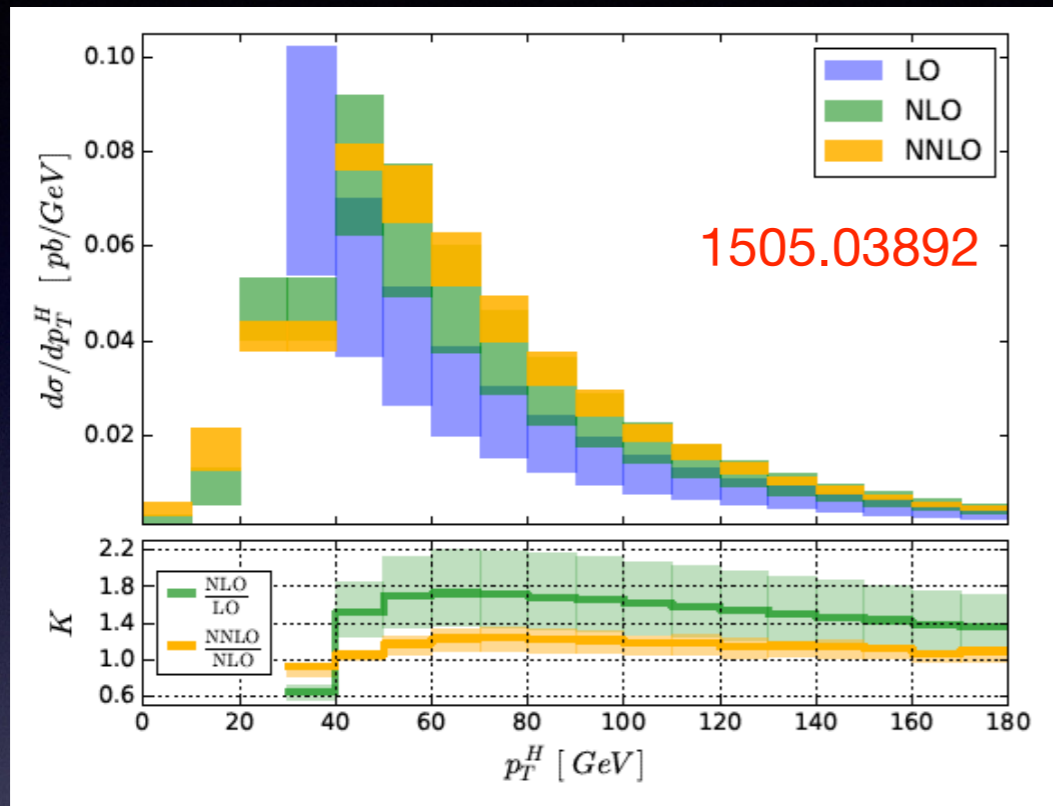 0.10
0.08
0.06
0.04
0.02
dσ/dp_T^H [pb/GeV]
LO
NLO
NNLO
1505.03892
2.2
1.8
1.4
1.0
0.6
K
NLO/LO
NNLO/NLO
0 20 40 60 80 100 120 140 160 180
p_T^H [GeV]